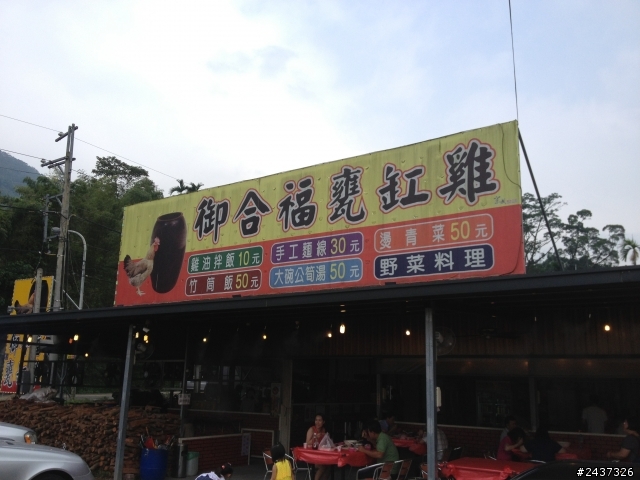 御合福甕缸雞
雞油拌飯10元
手工麵線30元
燙青菜50元
竹筒飯50元
大碗公筍湯50元
野菜料理
#2437326